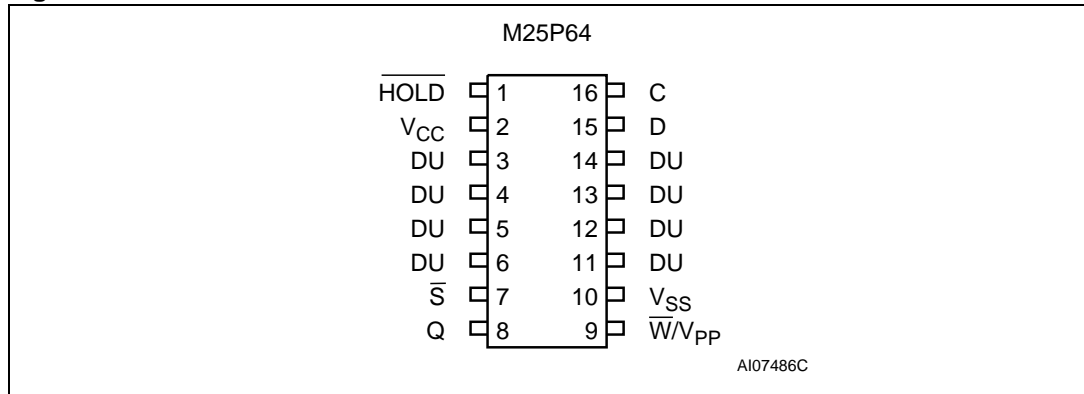 M25P64
HOLD 1 16 C
VCC 2 15 D
DU 3 14 DU
DU 4 13 DU
DU 5 12 DU
DU 6 11 DU
S 7 10 VSS
Q 8 9 W/VPP
AI07486C